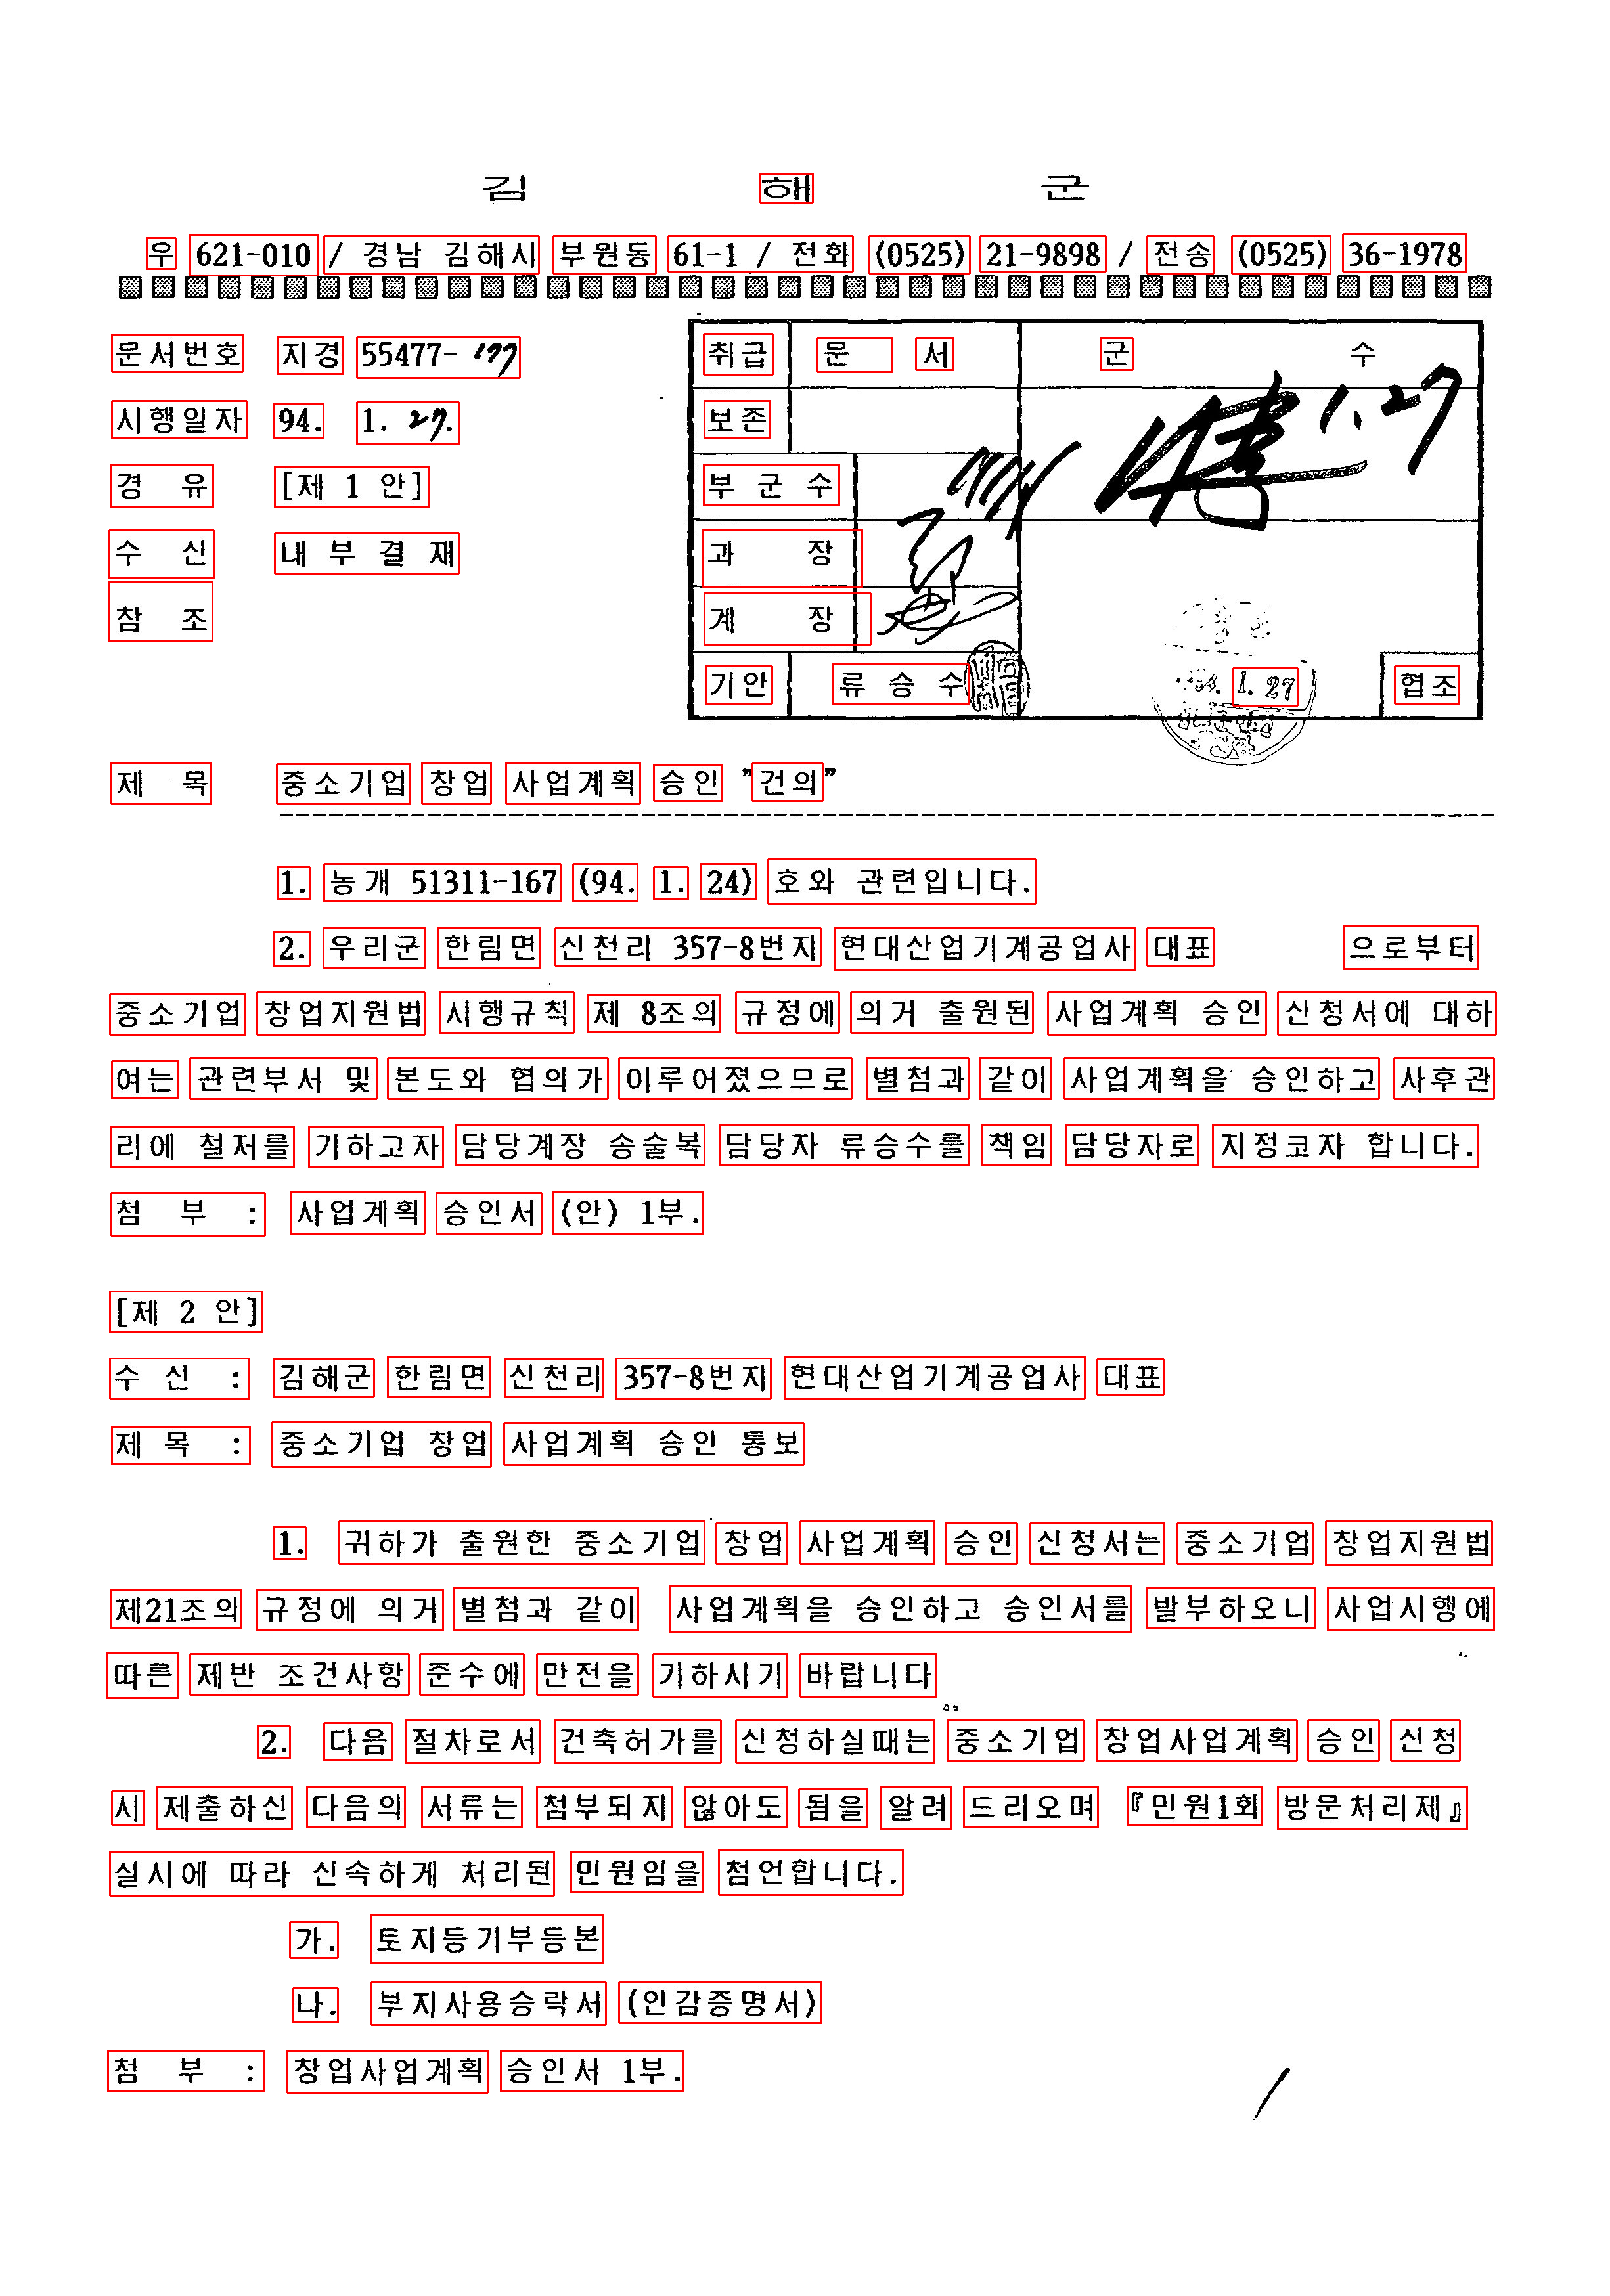 김 해 군
우 621-010 / 경남 김해시 부원동 61-1 / 전화 (0525) 21-9898 / 전송 (0525) 36-1978
문서번호 지경 55477- 177
취급 문 서 군 수
시행일자 94. 1. 27.
보존
1. 27
경 유 [제 1 안]
부 군 수
수 신 내 부 결 재
과 장
참 조
계 장
기안 류 승 수
94. 1. 27
협조
제 목 중소기업 창업 사업계획 승인 "건의"
1. 농개 51311-167 (94. 1. 24) 호와 관련입니다.
2. 우리군 한림면 신천리 357-8번지 현대산업기계공업사 대표 으로부터
중소기업 창업지원법 시행규칙 제 8조의 규정에 의거 출원된 사업계획 승인 신청서에 대하
여는 관련부서 및 본도와 협의가 이루어졌으므로 별첨과 같이 사업계획을 승인하고 사후관
리에 철저를 기하고자 담당계장 송술복 담당자 류승수를 책임 담당자로 지정코자 합니다.
첨 부 : 사업계획 승인서 (안) 1부.
[제 2 안]
수 신 : 김해군 한림면 신천리 357-8번지 현대산업기계공업사 대표
제 목 : 중소기업 창업 사업계획 승인 통보
1. 귀하가 출원한 중소기업 창업 사업계획 승인 신청서는 중소기업 창업지원법
제21조의 규정에 의거 별첨과 같이 사업계획을 승인하고 승인서를 발부하오니 사업시행에
따른 제반 조건사항 준수에 만전을 기하시기 바랍니다
2. 다음 절차로서 건축허가를 신청하실때는 중소기업 창업사업계획 승인 신청
시 제출하신 다음의 서류는 첨부되지 않아도 됨을 알려 드리오며 『민원1회 방문처리제』
실시에 따라 신속하게 처리된 민원임을 첨언합니다.
가. 토지등기부등본
나. 부지사용승락서 (인감증명서)
첨 부 : 창업사업계획 승인서 1부.